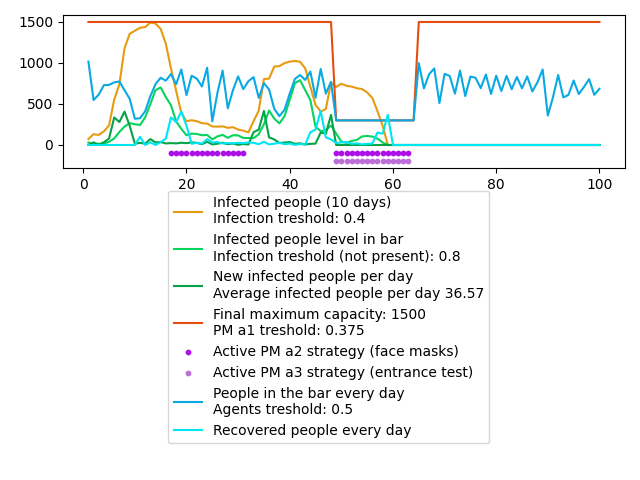 1500
1000
500
0
0
20
40
60
80
100
Infected people (10 days)
Infection treshold: 0.4
Infected people level in bar
Infection treshold (not present): 0.8
New infected people per day
Average infected people per day 36.57
Final maximum capacity: 1500
PM a1 treshold: 0.375
Active PM a2 strategy (face masks)
Active PM a3 strategy (entrance test)
People in the bar every day
Agents treshold: 0.5
Recovered people every day